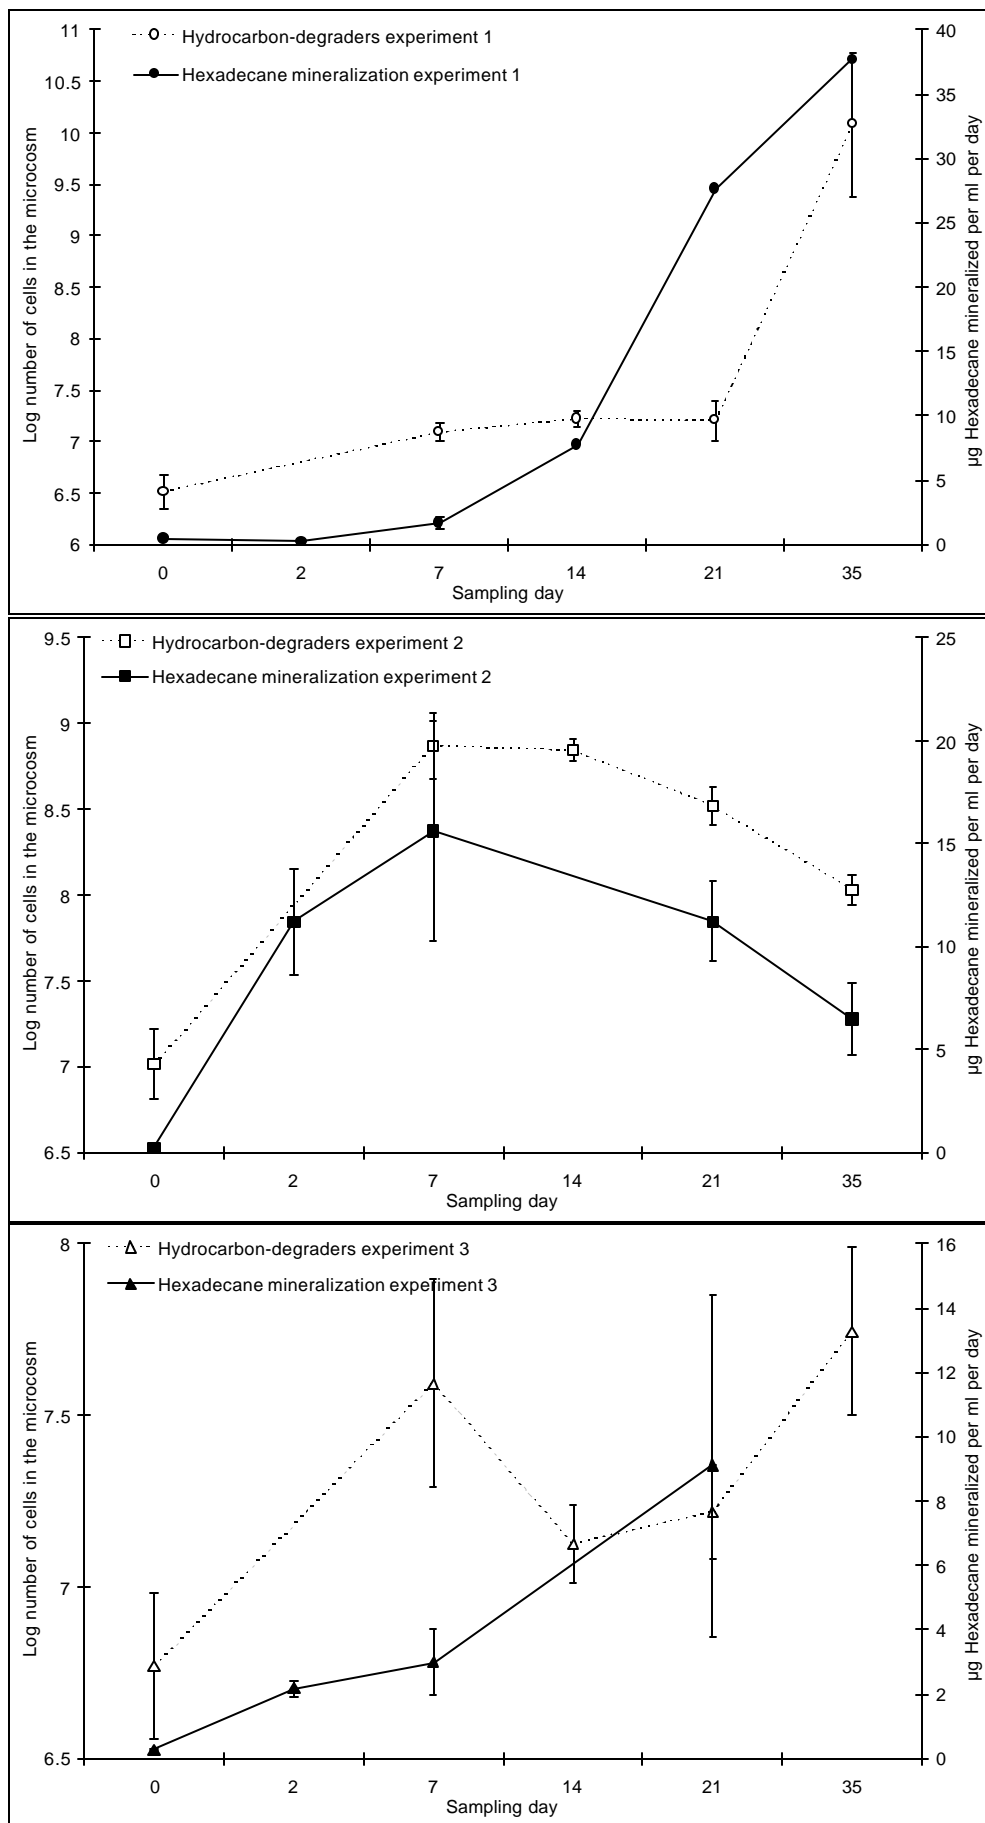 Hydrocarbon-degraders experiment 1
Hexadecane mineralization experiment 1
Log number of cells in the microcosm
11
10.5
10
9.5
9
8.5
8
7.5
7
6.5
6
40
35
30
25
20
15
10
5
0
µg Hexadecane mineralized per ml per day
0 2 7 14 21 35
Sampling day
Hydrocarbon-degraders experiment 2
Hexadecane mineralization experiment 2
Log number of cells in the microcosm
9.5
9
8.5
8
7.5
7
6.5
25
20
15
10
5
0
µg Hexadecane mineralized per ml per day
0 2 7 14 21 35
Sampling day
Hydrocarbon-degraders experiment 3
Hexadecane mineralization experiment 3
Log number of cells in the microcosm
8
7.5
7
6.5
16
14
12
10
8
6
4
2
0
µg Hexadecane mineralized per ml per day
0 2 7 14 21 35
Sampling day